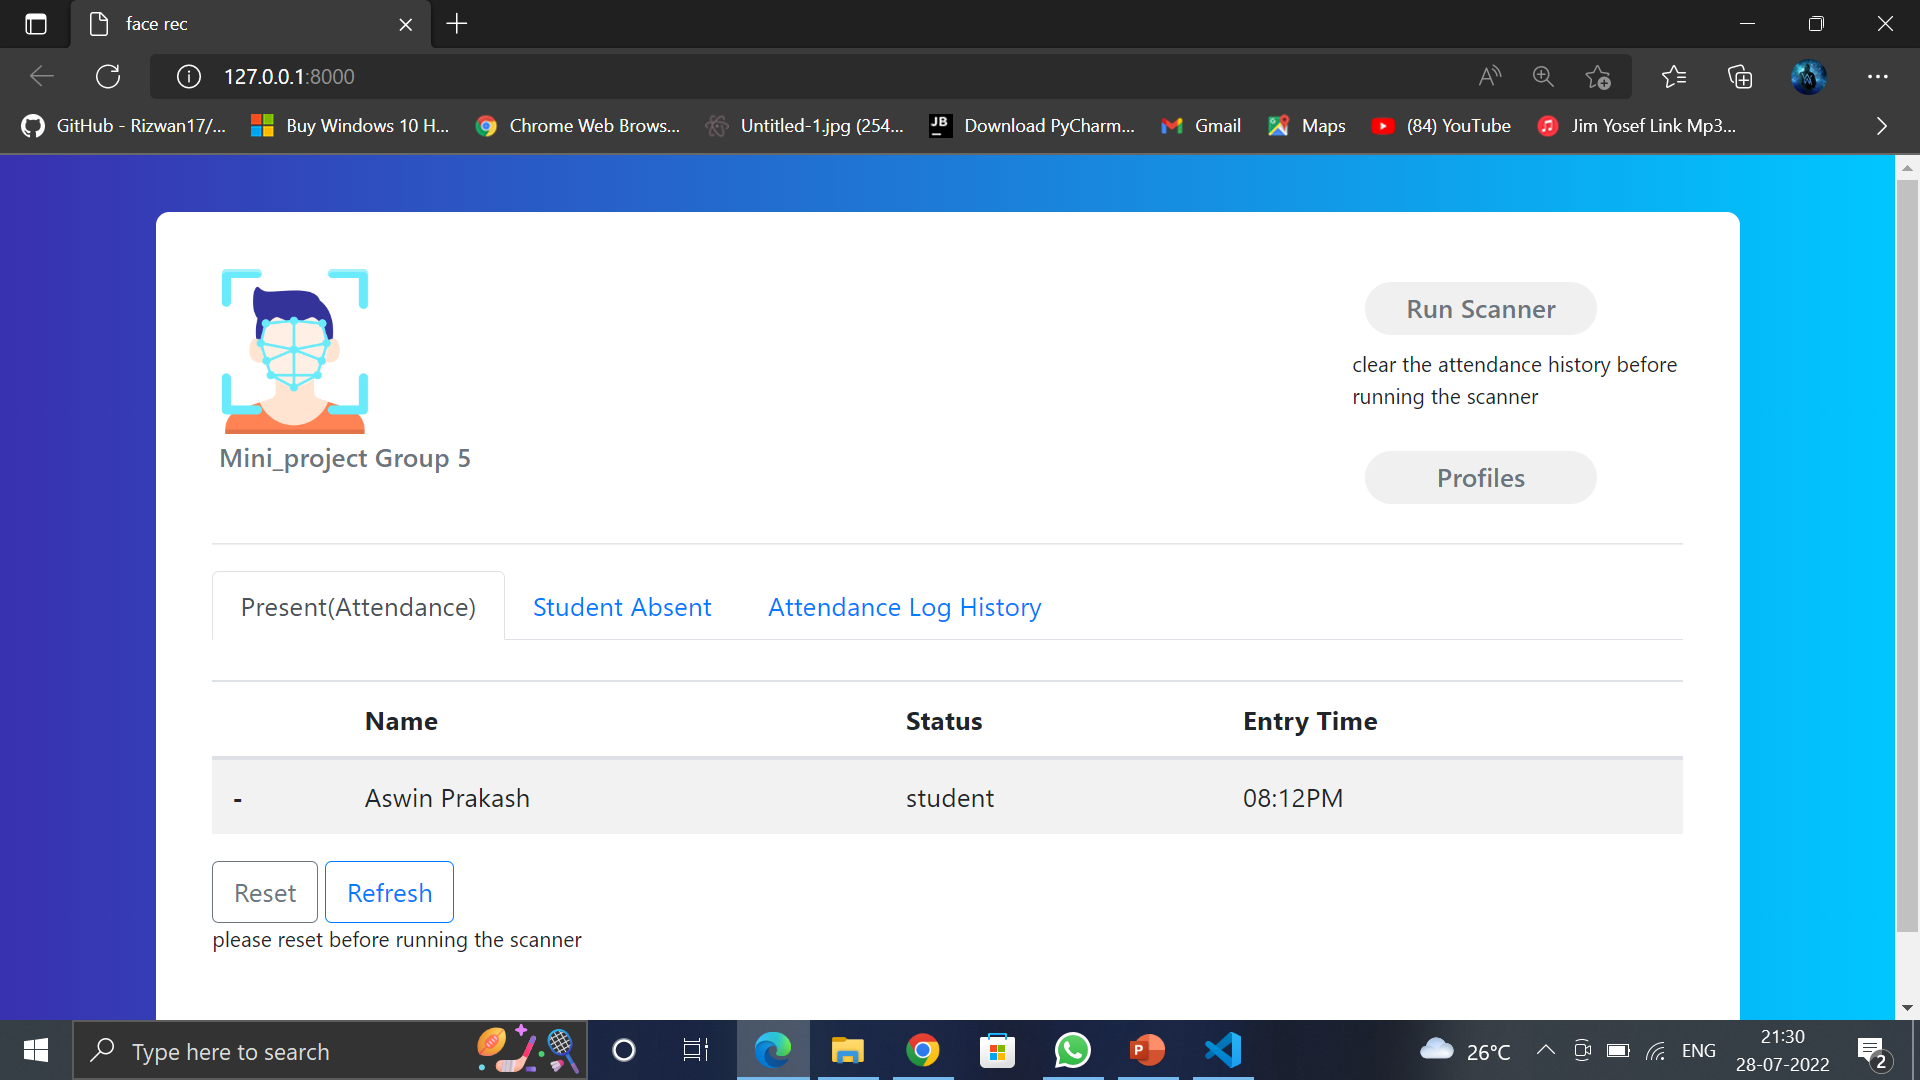 face rec
127.0.0.1:8000
GitHub - Rizwan17/...
Buy Windows 10 H...
Chrome Web Brows...
Untitled-1.jpg (254...
JB
Download PyCharm...
Gmail
Maps
(84) YouTube
Jim Yosef Link Mp3...
Run Scanner
clear the attendance history before
running the scanner
Mini_project Group 5
Profiles
Present(Attendance)
Student Absent
Attendance Log History
Name
Status
Entry Time
-
Aswin Prakash
student
08:12PM
Reset
Refresh
please reset before running the scanner
Type here to search
26°C
ENG
21:30
28-07-2022
2